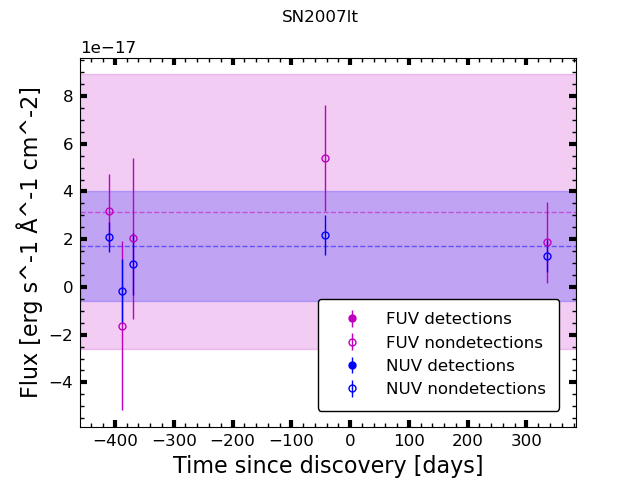 SN2007lt
1e−17
8
6
4
2
0
−2
−4
Flux [erg s^-1 Å^-1 cm^-2]
FUV detections
FUV nondetections
NUV detections
NUV nondetections
−400 −300 −200 −100 0 100 200 300
Time since discovery [days]